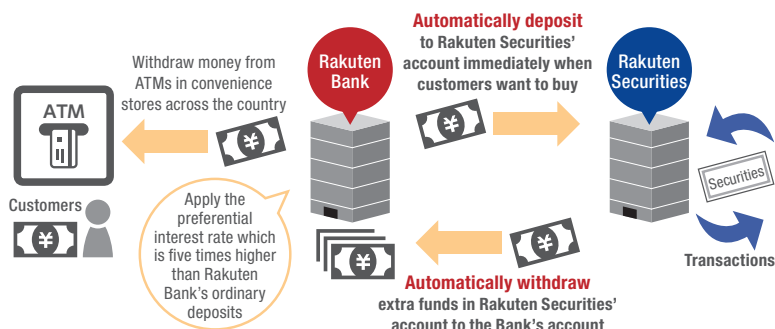 Withdraw money from
ATMs in convenience
stores across the country
ATM
Customers
¥
¥
Rakuten
Bank
Apply the
preferential
interest rate which
is five times higher
than Rakuten
Bank's ordinary
deposits
¥
Automatically deposit
to Rakuten Securities'
account immediately when
customers want to buy
¥
¥
Automatically withdraw
extra funds in Rakuten Securities'
account to the Bank's account
Rakuten
Securities
Securities
Transactions